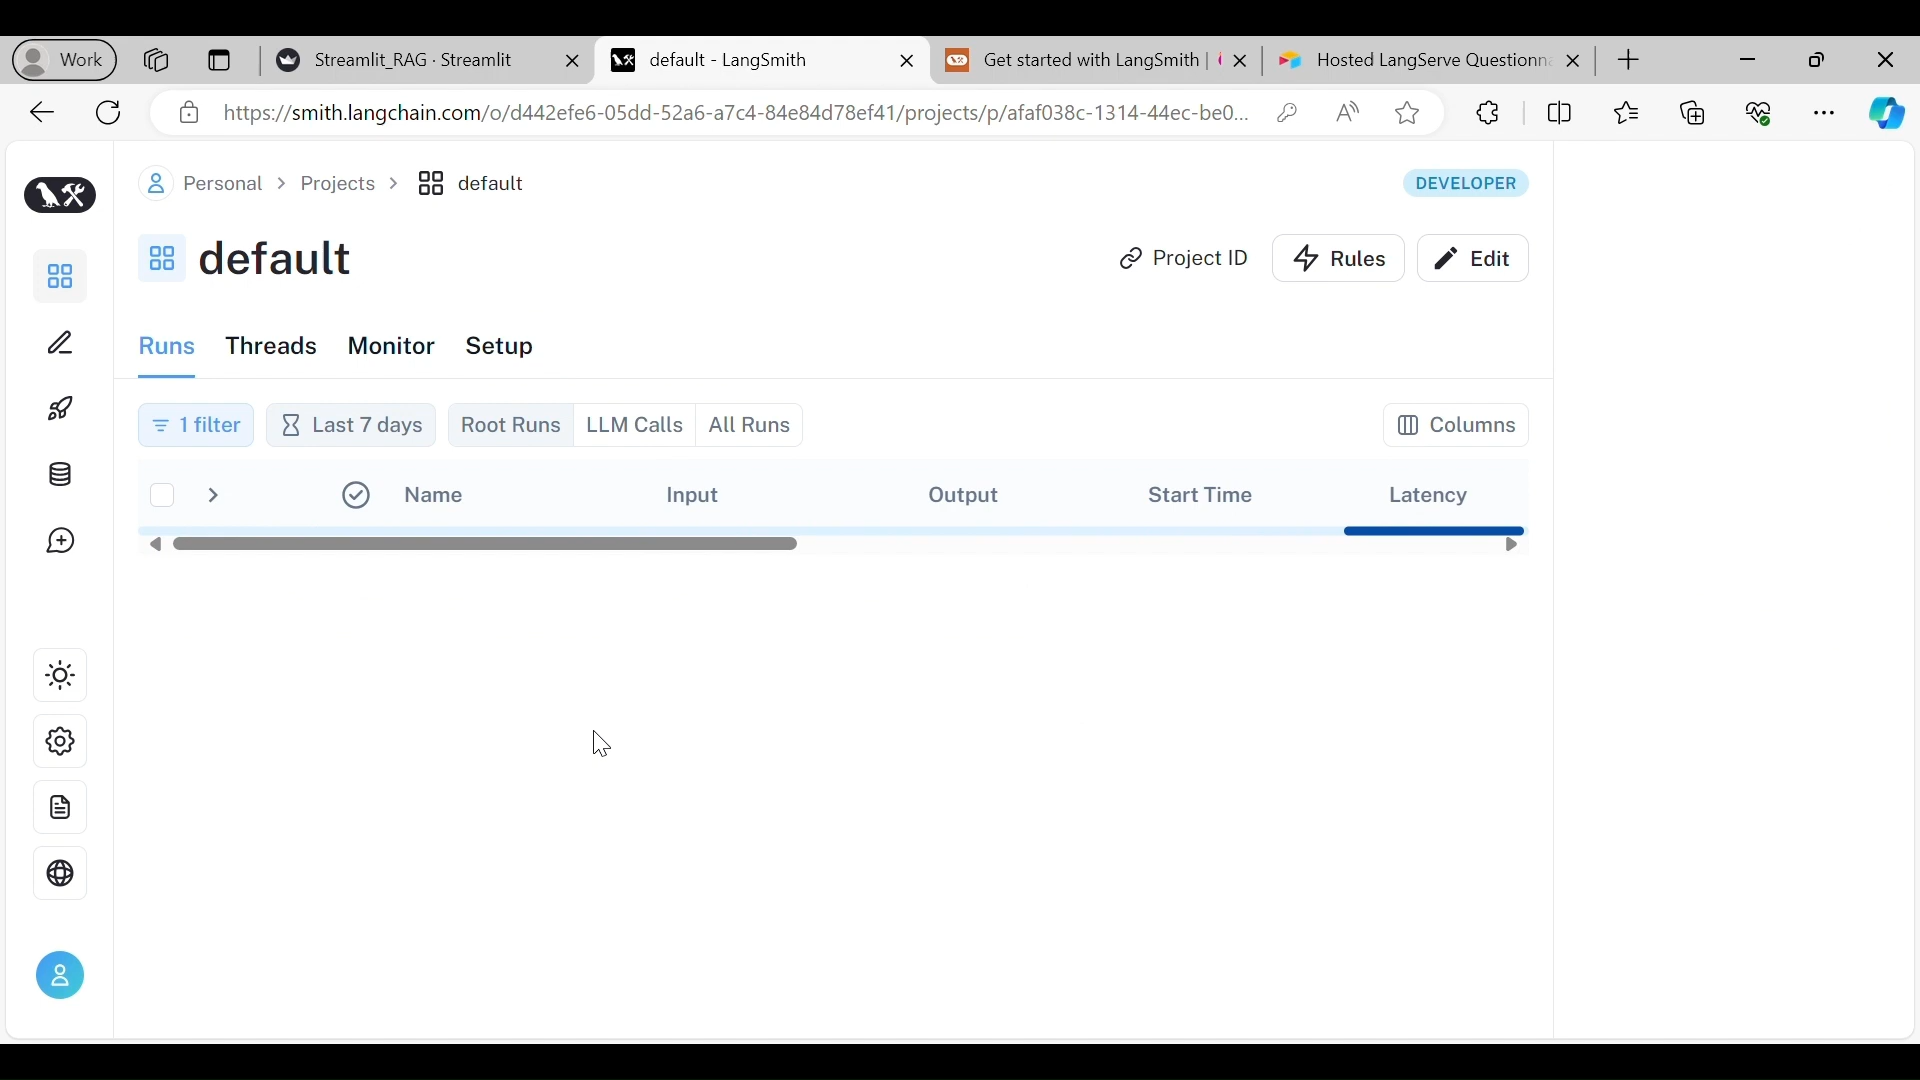 Work
Streamlit_RAG · Streamlit
default - LangSmith
Get started with LangSmith |
Hosted LangServe Questionn
https://smith.langchain.com/o/d442efe6-05dd-52a6-a7c4-84e84d78ef41/projects/p/afaf038c-1314-44ec-be0...
Personal > Projects > default
DEVELOPER
default
Project ID
Rules
Edit
Runs Threads Monitor Setup
1 filter
Last 7 days
Root Runs LLM Calls All Runs
Columns
Name Input Output Start Time Latency